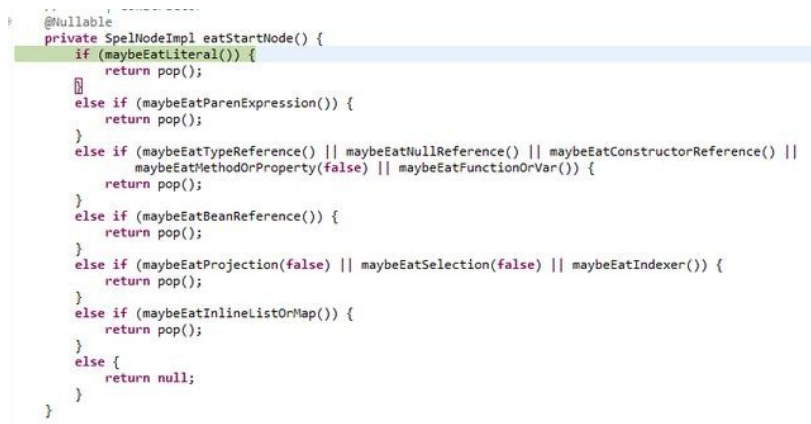 @Nullable
private SpelNodeImpl eatStartNode() {
if (maybeEatLiteral()) {
return pop();
}
else if (maybeEatParenExpression()) {
return pop();
}
else if (maybeEatTypeReference() || maybeEatNullReference() || maybeEatConstructorReference() ||
maybeEatMethodOrProperty(false) || maybeEatFunctionOrVar()) {
return pop();
}
else if (maybeEatBeanReference()) {
return pop();
}
else if (maybeEatProjection(false) || maybeEatSelection(false) || maybeEatIndexer()) {
return pop();
}
else if (maybeEatInlineListOrMap()) {
return pop();
}
else {
return null;
}
}